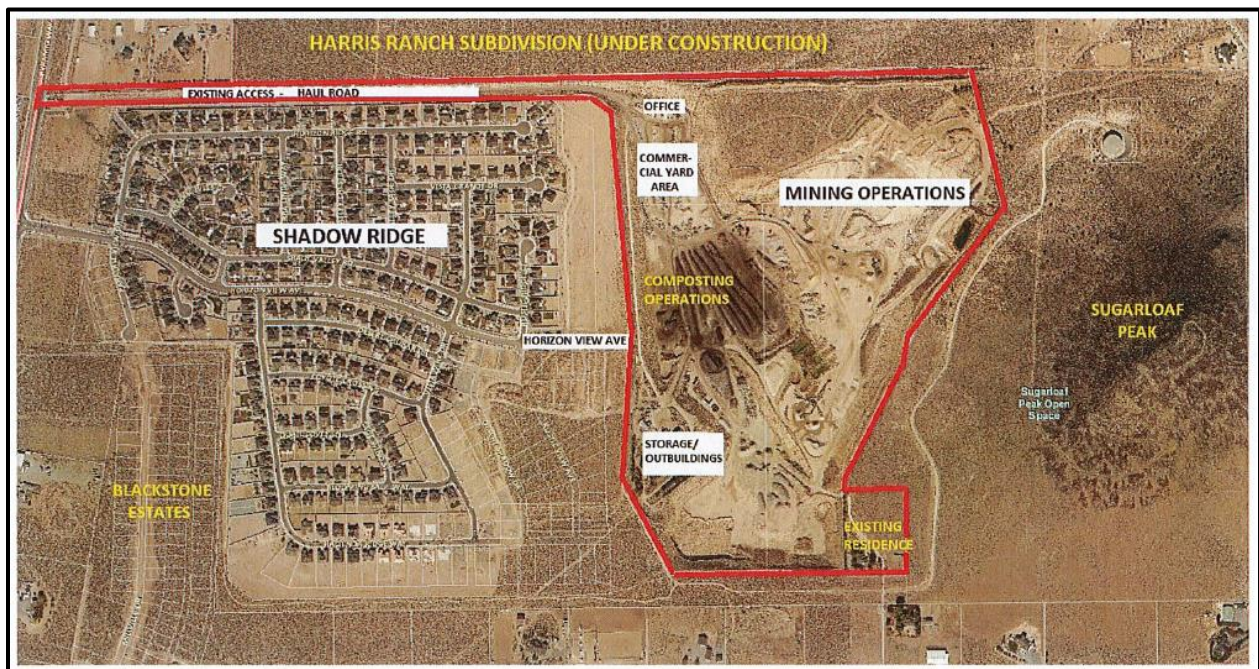 HARRIS RANCH SUBDIVISION (UNDER CONSTRUCTION)
EXISTING ACCESS - HAUL ROAD
OFFICE
COMMER-
CIAL YARD
AREA
MINING OPERATIONS
SHADOW RIDGE
COMPOSTING
OPERATIONS
SUGARLOAF
PEAK
HORIZON VIEW AVE
Sugarloaf
Peak Open
Space
STORAGE/
OUTBUILDINGS
BLACKSTONE
ESTATES
EXISTING
RESIDENCE